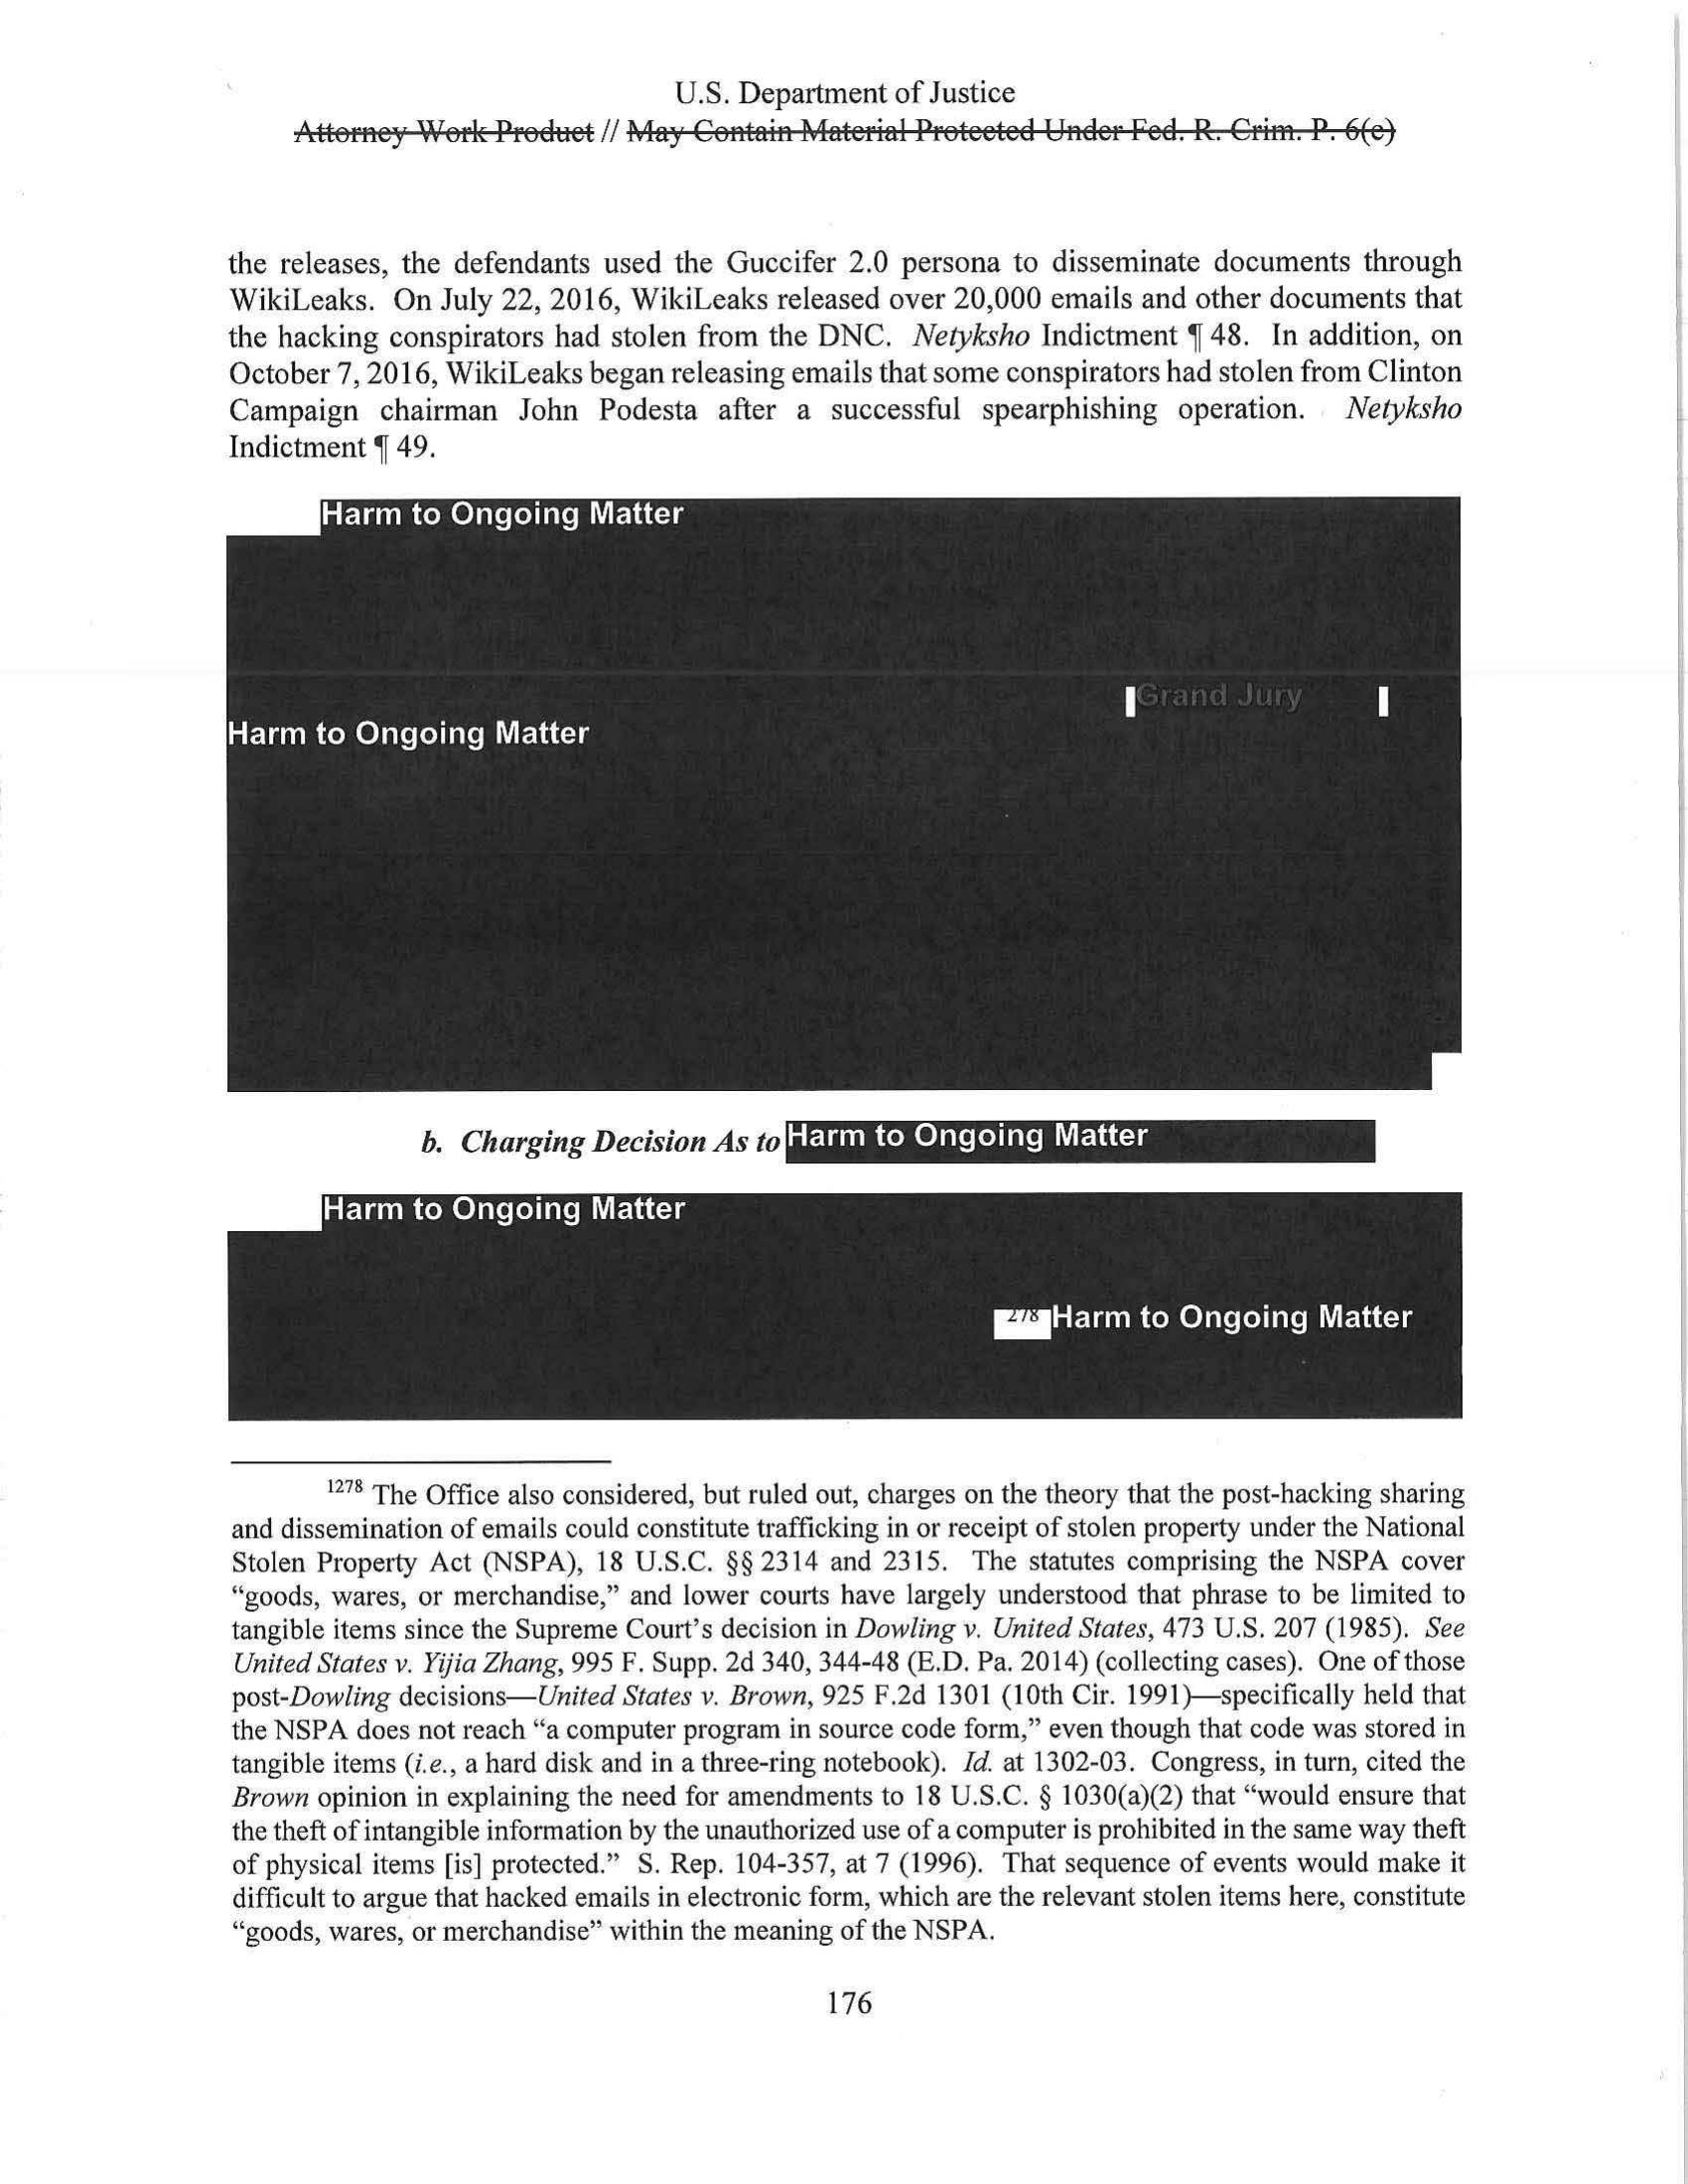 U.S. Department of Justice
Attorney Work Product // May Contain Material Protected Under Fed. R. Crim. P. 6(e)
the releases, the defendants used the Guccifer 2.0 persona to disseminate documents through
WikiLeaks. On July 22, 2016, WikiLeaks released over 20,000 emails and other documents that
the hacking conspirators had stolen from the DNC. Netyksho Indictment ¶ 48. In addition, on
October 7, 2016, WikiLeaks began releasing emails that some conspirators had stolen from Clinton
Campaign chairman John Podesta after a successful spearphishing operation. Netyksho
Indictment ¶ 49.
Harm to Ongoing Matter
Grand Jury
Harm to Ongoing Matter
b. Charging Decision As to Harm to Ongoing Matter
Harm to Ongoing Matter
278 Harm to Ongoing Matter
1278 The Office also considered, but ruled out, charges on the theory that the post-hacking sharing
and dissemination of emails could constitute trafficking in or receipt of stolen property under the National
Stolen Property Act (NSPA), 18 U.S.C. §§ 2314 and 2315. The statutes comprising the NSPA cover
“goods, wares, or merchandise,” and lower courts have largely understood that phrase to be limited to
tangible items since the Supreme Court’s decision in Dowling v. United States, 473 U.S. 207 (1985). See
United States v. Yijia Zhang, 995 F. Supp. 2d 340, 344-48 (E.D. Pa. 2014) (collecting cases). One of those
post-Dowling decisions—United States v. Brown, 925 F.2d 1301 (10th Cir. 1991)—specifically held that
the NSPA does not reach “a computer program in source code form,” even though that code was stored in
tangible items (i.e., a hard disk and in a three-ring notebook). Id. at 1302-03. Congress, in turn, cited the
Brown opinion in explaining the need for amendments to 18 U.S.C. § 1030(a)(2) that “would ensure that
the theft of intangible information by the unauthorized use of a computer is prohibited in the same way theft
of physical items [is] protected.” S. Rep. 104-357, at 7 (1996). That sequence of events would make it
difficult to argue that hacked emails in electronic form, which are the relevant stolen items here, constitute
“goods, wares, or merchandise” within the meaning of the NSPA.
176